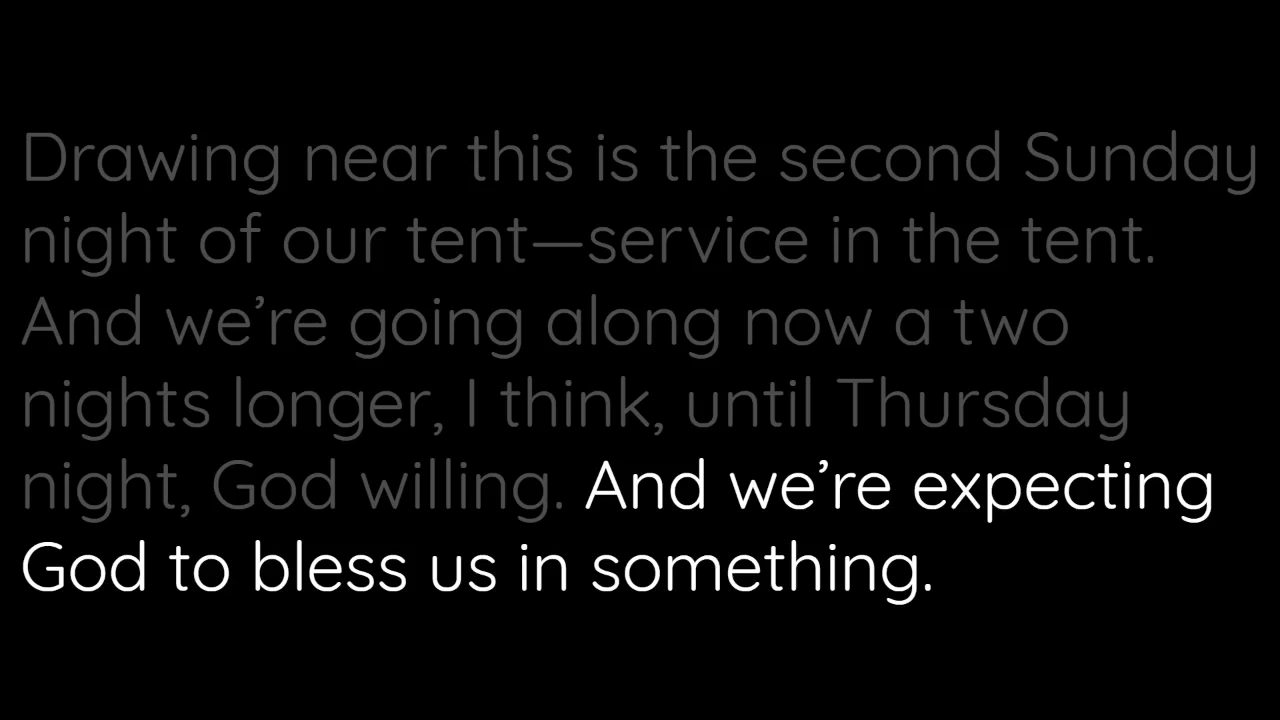 Drawing near this is the second Sunday
night of our tent—service in the tent.
And we’re going along now a two
nights longer, I think, until Thursday
night, God willing. And we’re expecting
God to bless us in something.